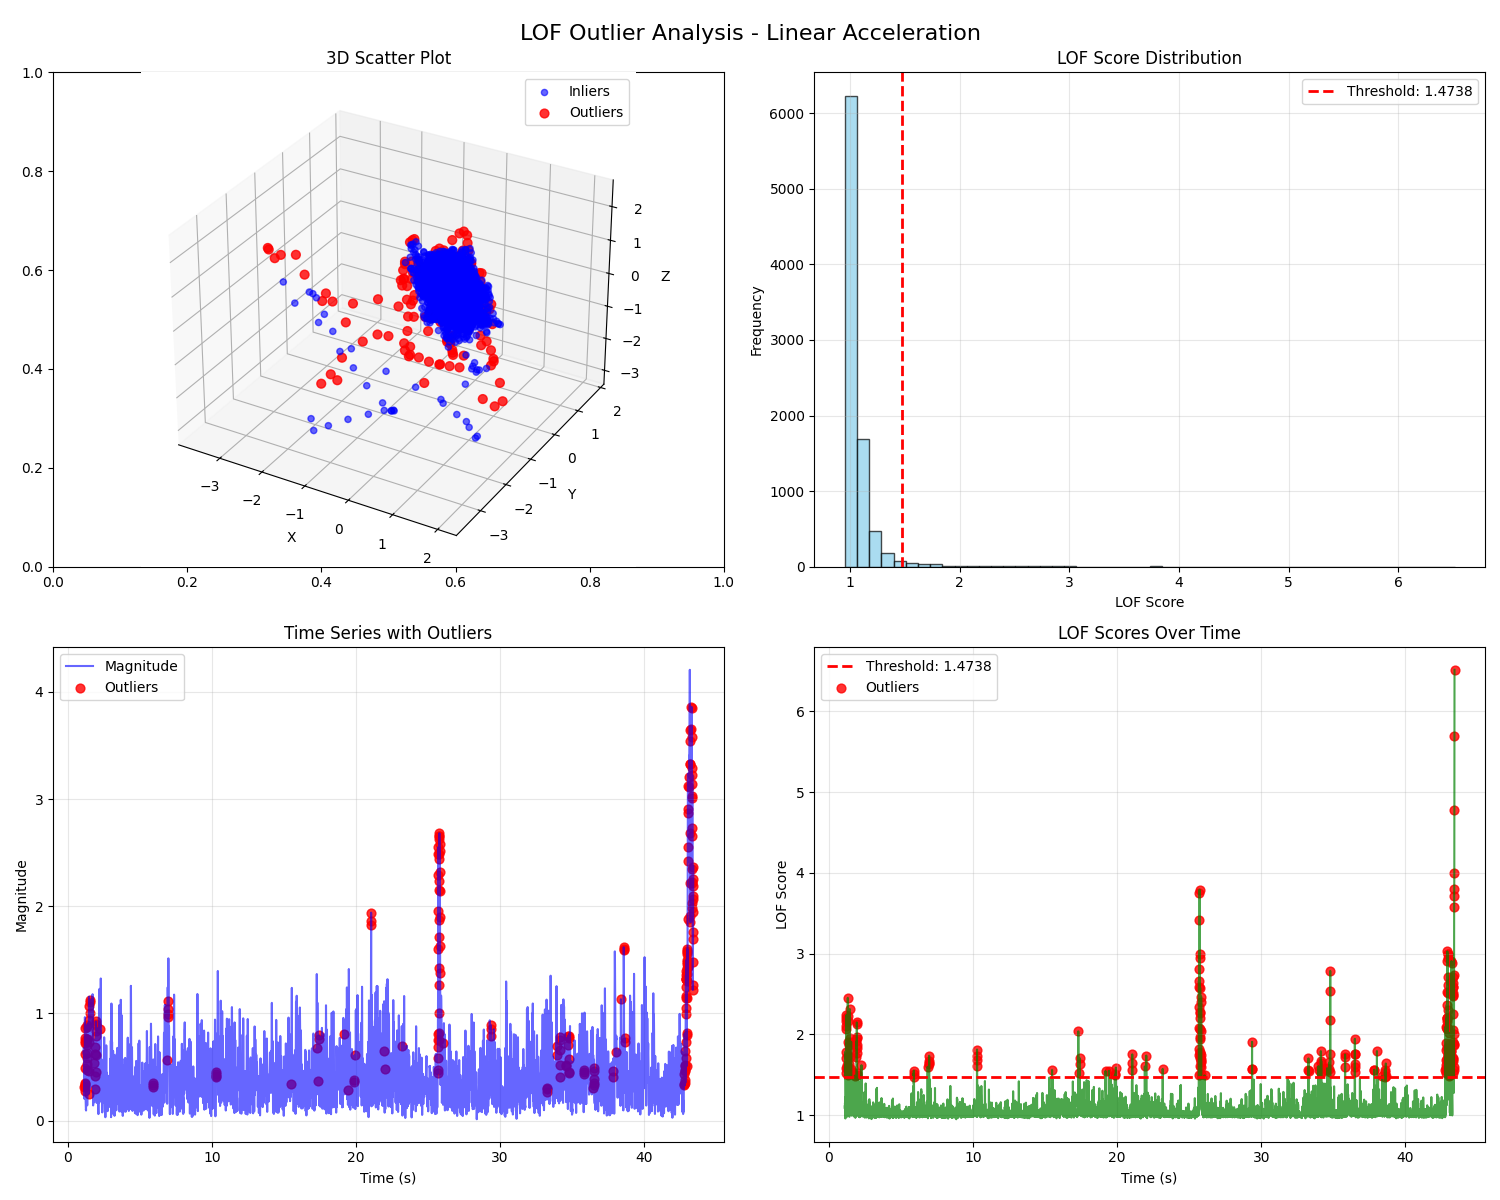 LOF Outlier Analysis - Linear Acceleration
3D Scatter Plot
Inliers
Outliers
1.0
0.8
0.6
0.4
0.2
0.0
0.0 0.2 0.4 0.6 0.8 1.0
2
1
0
−1
−2
−3
Z
2
1
0
−1
−2
−3
Y
−3
−2
−1
0
1
2
X
LOF Score Distribution
Threshold: 1.4738
6000
5000
4000
3000
2000
1000
0
Frequency
1 2 3 4 5 6
LOF Score
Time Series with Outliers
Magnitude
Outliers
4
3
2
1
0
Magnitude
0 10 20 30 40
Time (s)
LOF Scores Over Time
Threshold: 1.4738
Outliers
6
5
4
3
2
1
LOF Score
0 10 20 30 40
Time (s)